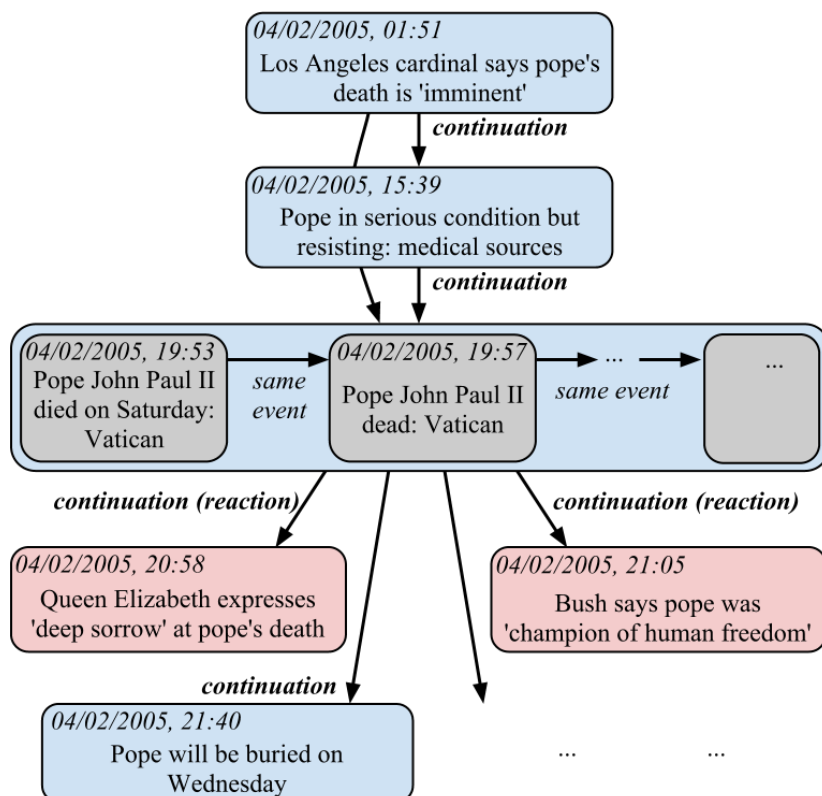 04/02/2005, 01:51
Los Angeles cardinal says pope's
death is 'imminent'
continuation
04/02/2005, 15:39
Pope in serious condition but
resisting: medical sources
continuation
04/02/2005, 19:53
Pope John Paul II
died on Saturday:
Vatican
same
event
04/02/2005, 19:57
Pope John Paul II
dead: Vatican
...
same event
...
continuation (reaction)
continuation (reaction)
04/02/2005, 20:58
Queen Elizabeth expresses
'deep sorrow' at pope's death
04/02/2005, 21:05
Bush says pope was
'champion of human freedom'
continuation
04/02/2005, 21:40
Pope will be buried on
Wednesday
...
...